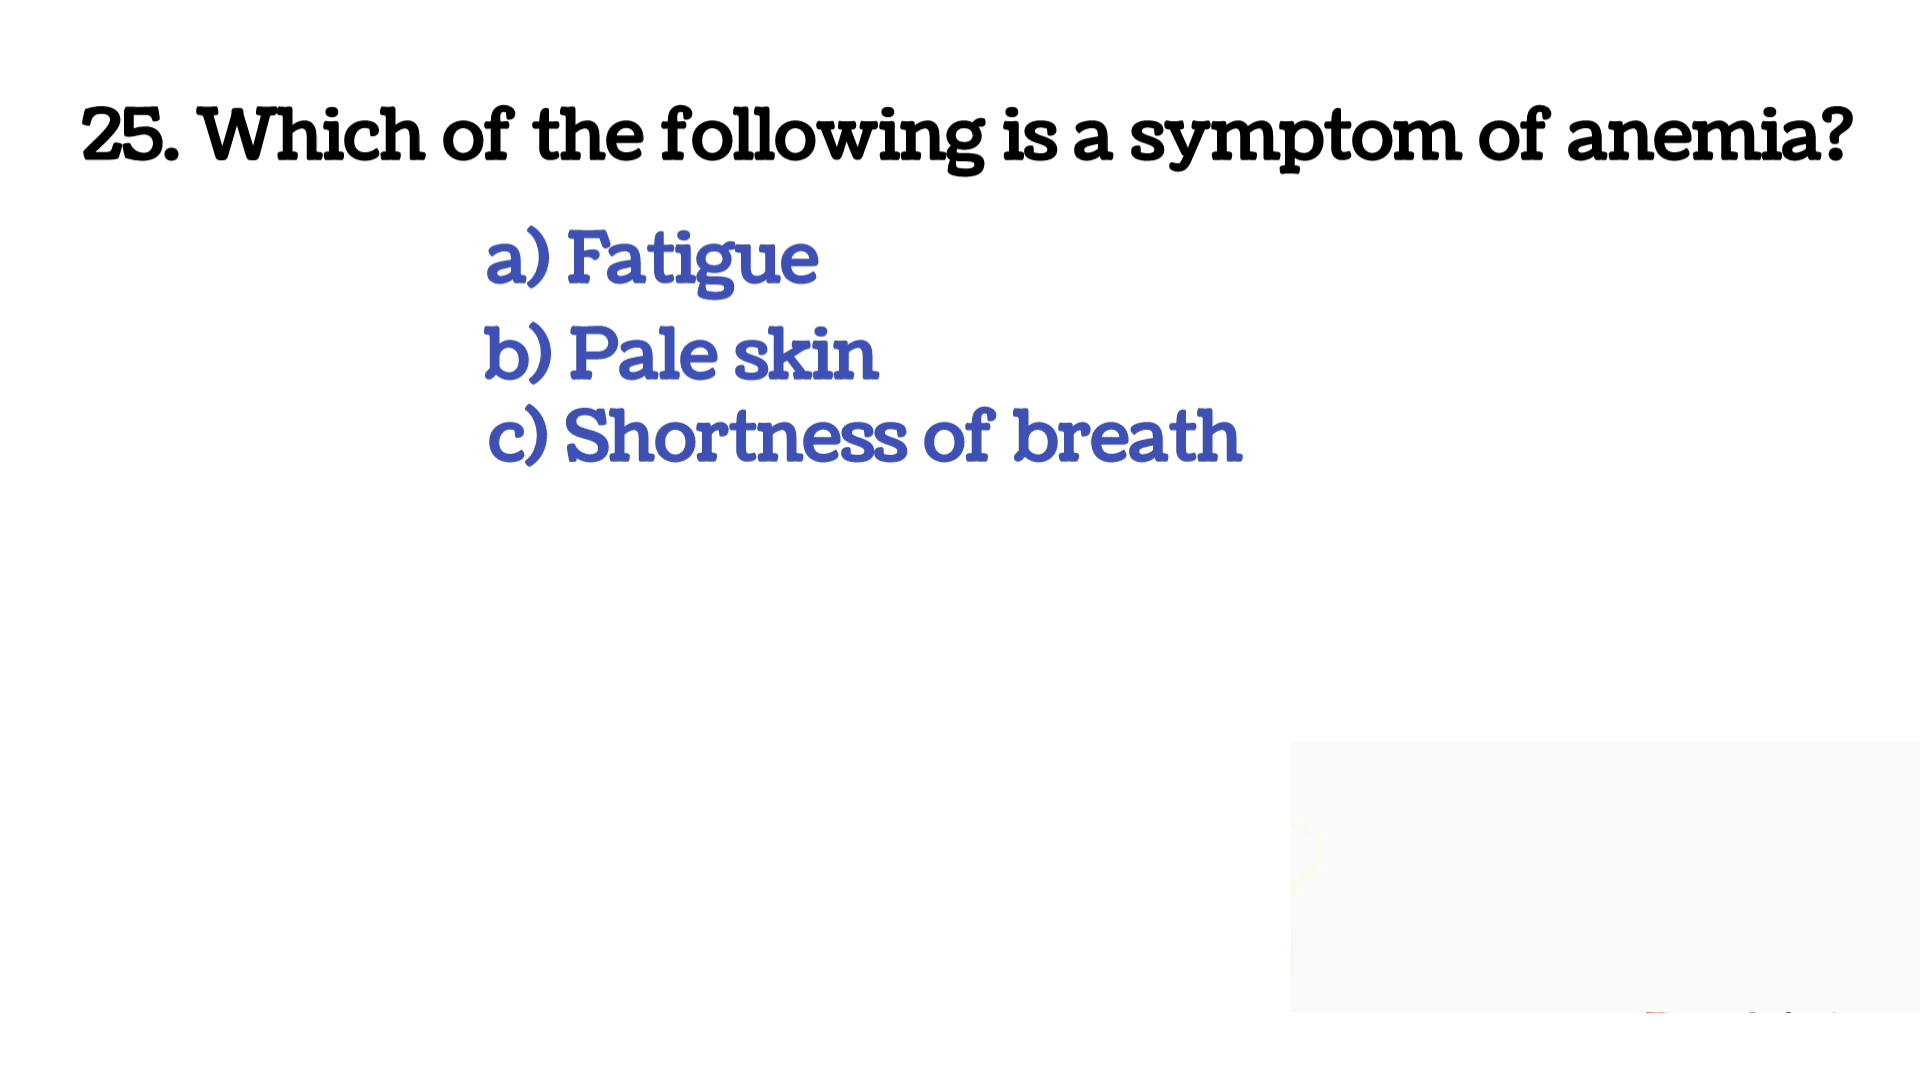 25. Which of the following is a symptom of anemia?
a) Fatigue
b) Pale skin
c) Shortness of breath